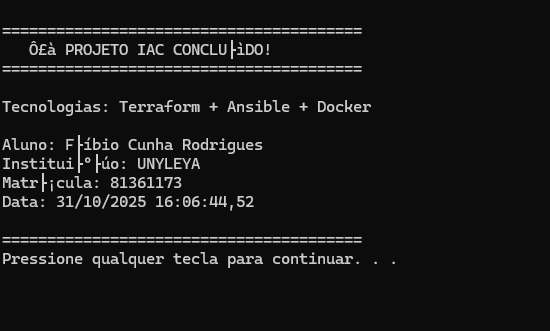 ========================================
Ô£à PROJETO IAC CONCLU├ìDO!
========================================
Tecnologias: Terraform + Ansible + Docker
Aluno: F├íbio Cunha Rodrigues
Institui├º├úo: UNYLEYA
Matr├¡cula: 81361173
Data: 31/10/2025 16:06:44,52
========================================
Pressione qualquer tecla para continuar. . .